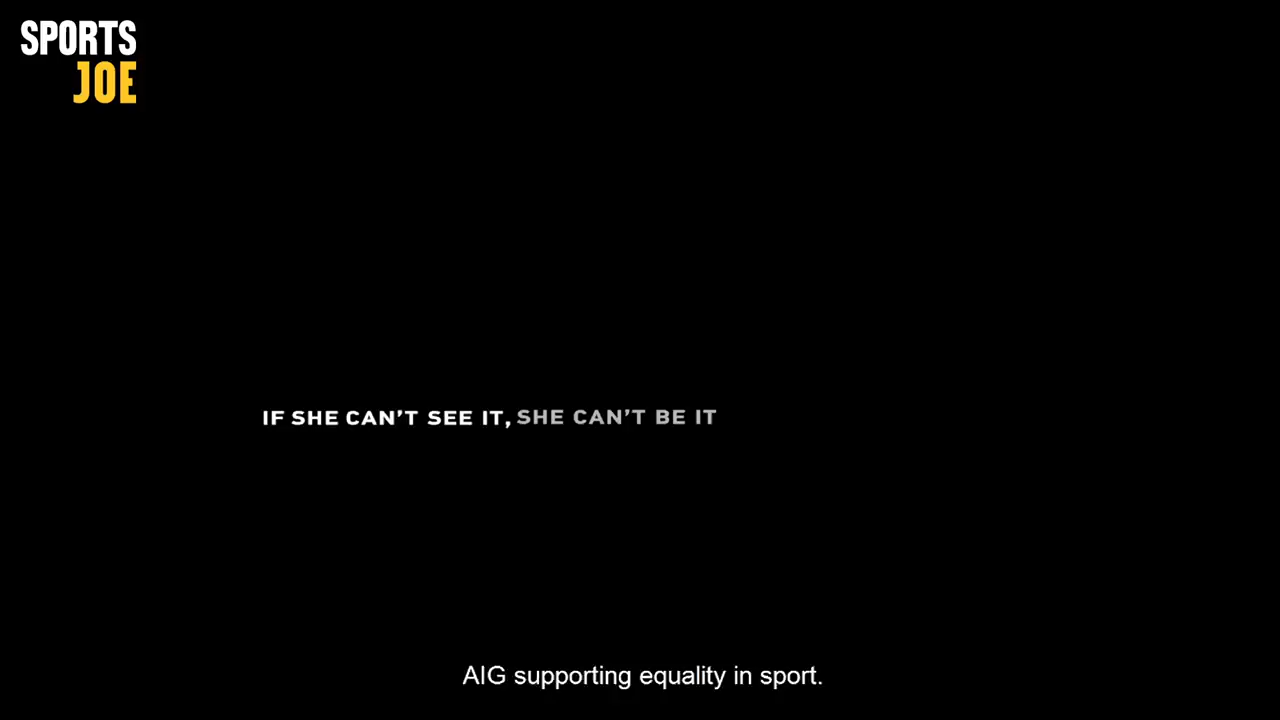 SPORTS
JOE
IF SHE CAN'T SEE IT, SHE CAN'T BE IT
AIG supporting equality in sport.